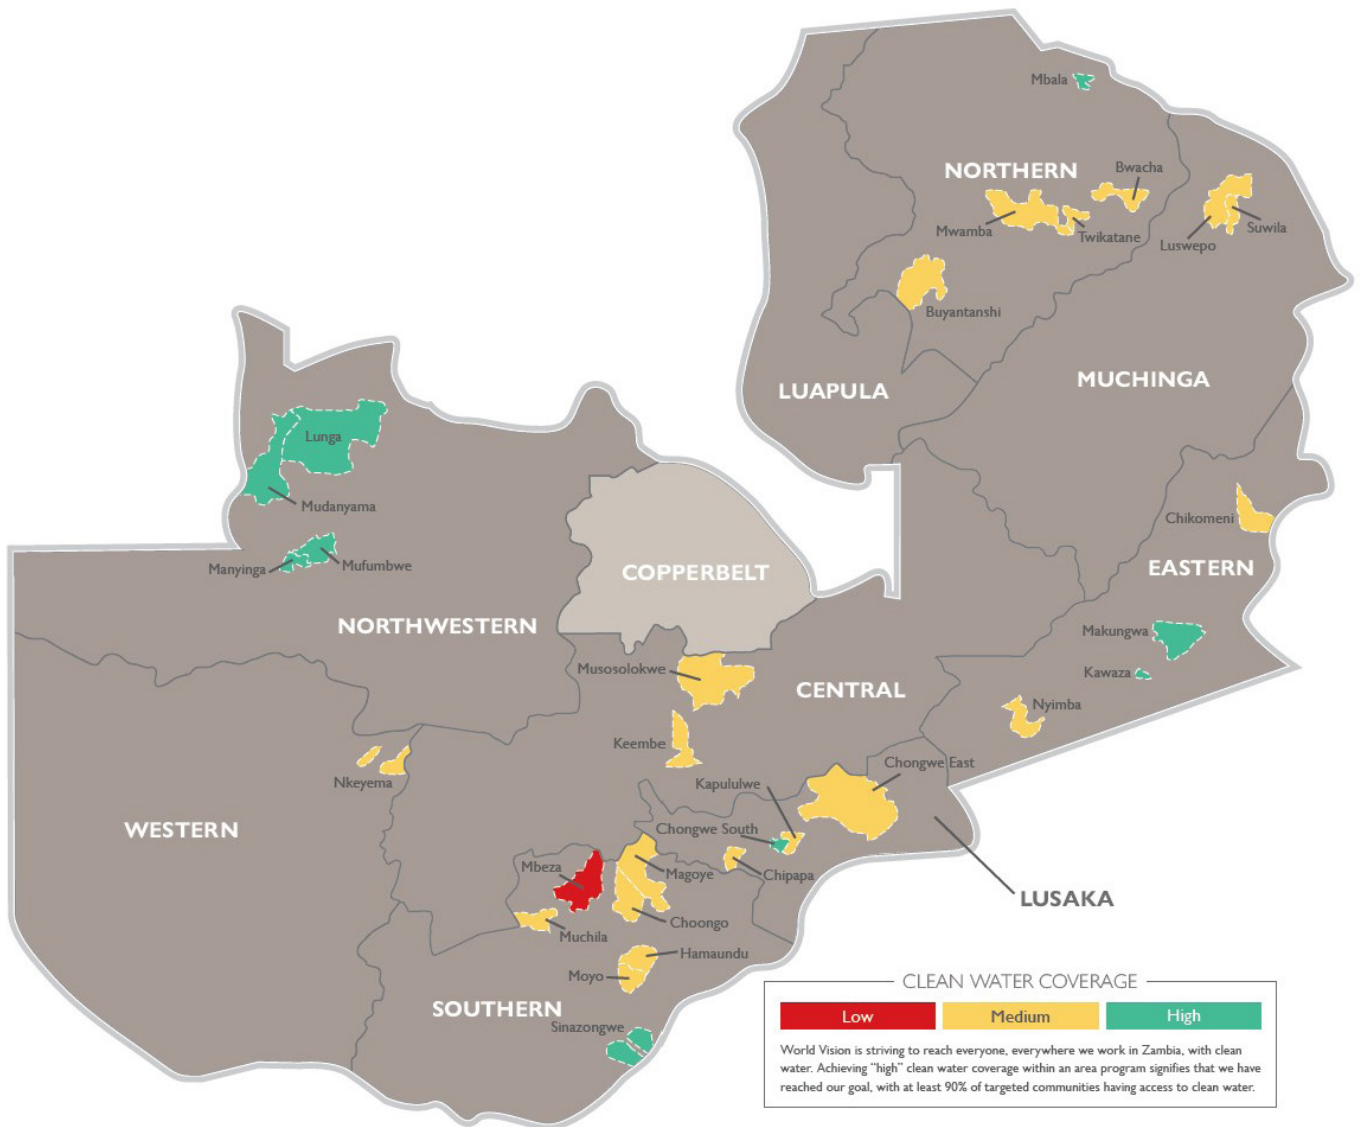 Mbala
NORTHERN
Bwacha
Mwamba
Twikatane
Luswepo
Suwila
Buyantanshi
LUAPULA
MUCHINGA
Lunga
Mudanyama
Manyinga
Mufumbwe
Chikomeni
EASTERN
COPPERBELT
NORTHWESTERN
Makungwa
Kawaza
Musosolokwe
CENTRAL
Nyimba
Keembe
Nkeyema
Kapululwe
Chongwe East
WESTERN
Chongwe South
Mbeza
Magoye
Chipapa
LUSAKA
Choongo
Muchila
Hamaundu
Moyo
SOUTHERN
Sinazongwe
CLEAN WATER COVERAGE
Low
Medium
High
World Vision is striving to reach everyone, everywhere we work in Zambia, with clean
water. Achieving “high” clean water coverage within an area program signifies that we have
reached our goal, with at least 90% of targeted communities having access to clean water.